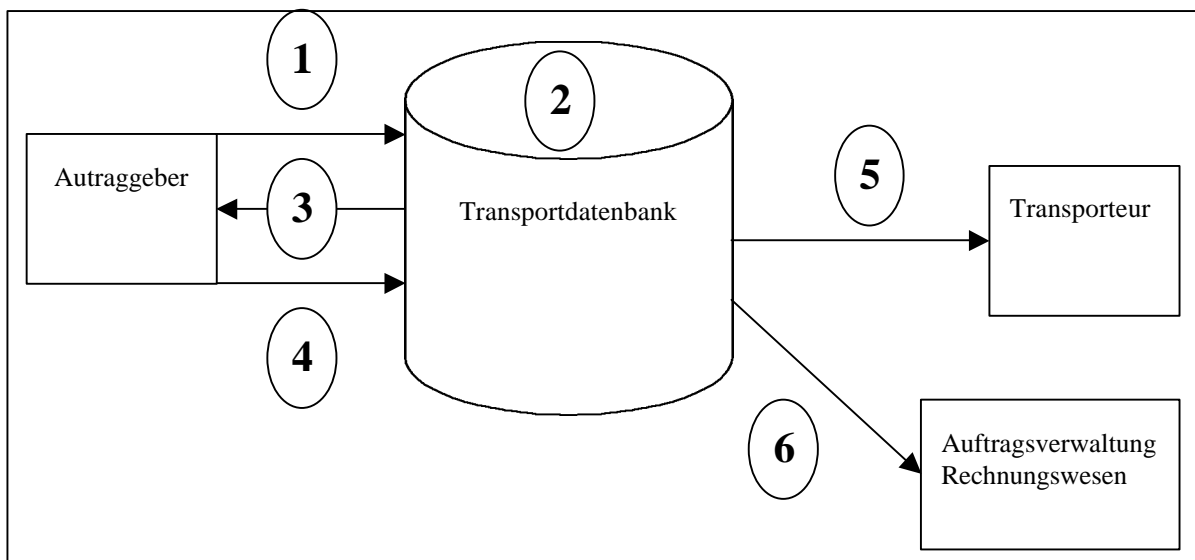 1
2
Autraggeber
3
Transportdatenbank
5
Transporteur
4
6
Auftragsverwaltung
Rechnungswesen